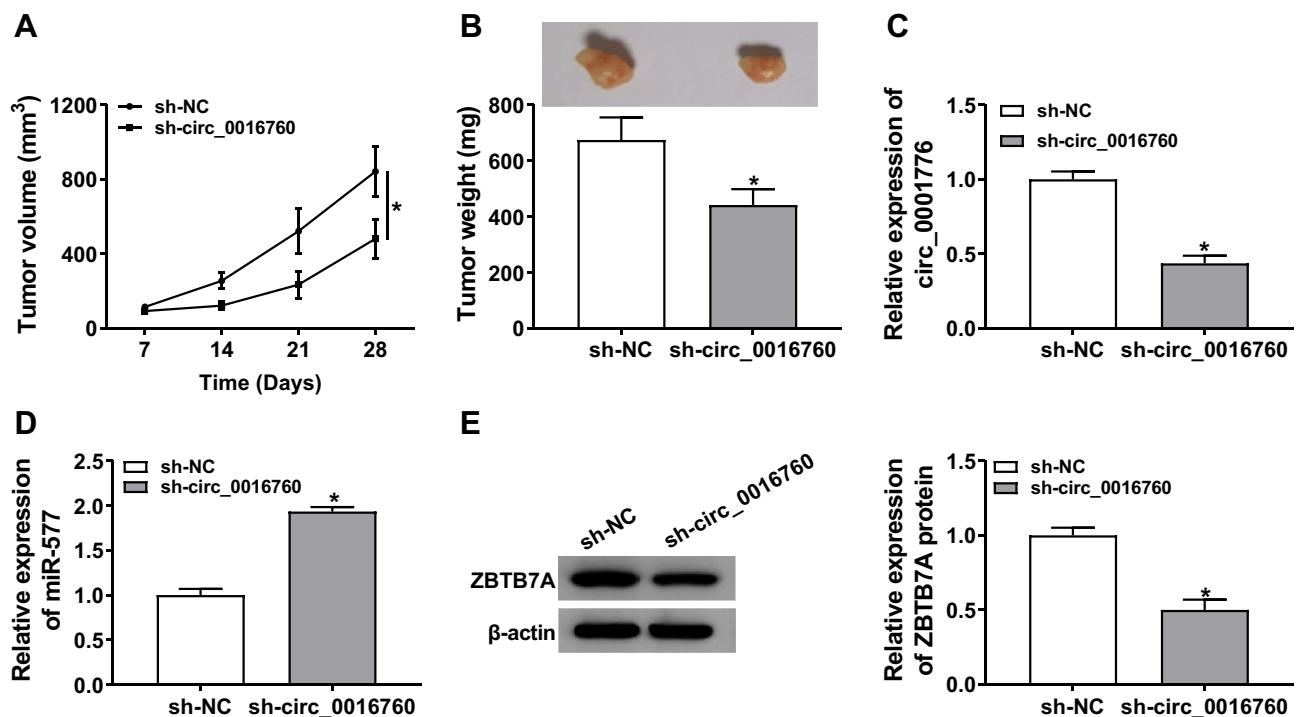 A
Tumor volume (mm³)
1200
800
400
0
sh-NC
sh-circ_0016760
*
7 14 21 28
Time (Days)
B
Tumor weight (mg)
800
600
400
200
0
*
sh-NC sh-circ_0016760
C
Relative expression of
circ_0001776
1.5
1.0
0.5
0.0
sh-NC
sh-circ_0016760
*
sh-NC sh-circ_0016760
D
Relative expression
of miR-577
2.5
2.0
1.5
1.0
0.5
0.0
sh-NC
sh-circ_0016760
*
sh-NC sh-circ_0016760
E
sh-NC
sh-circ_0016760
ZBTB7A
β-actin
Relative expression
of ZBTB7A protein
1.5
1.0
0.5
0.0
sh-NC
sh-circ_0016760
*
sh-NC sh-circ_0016760